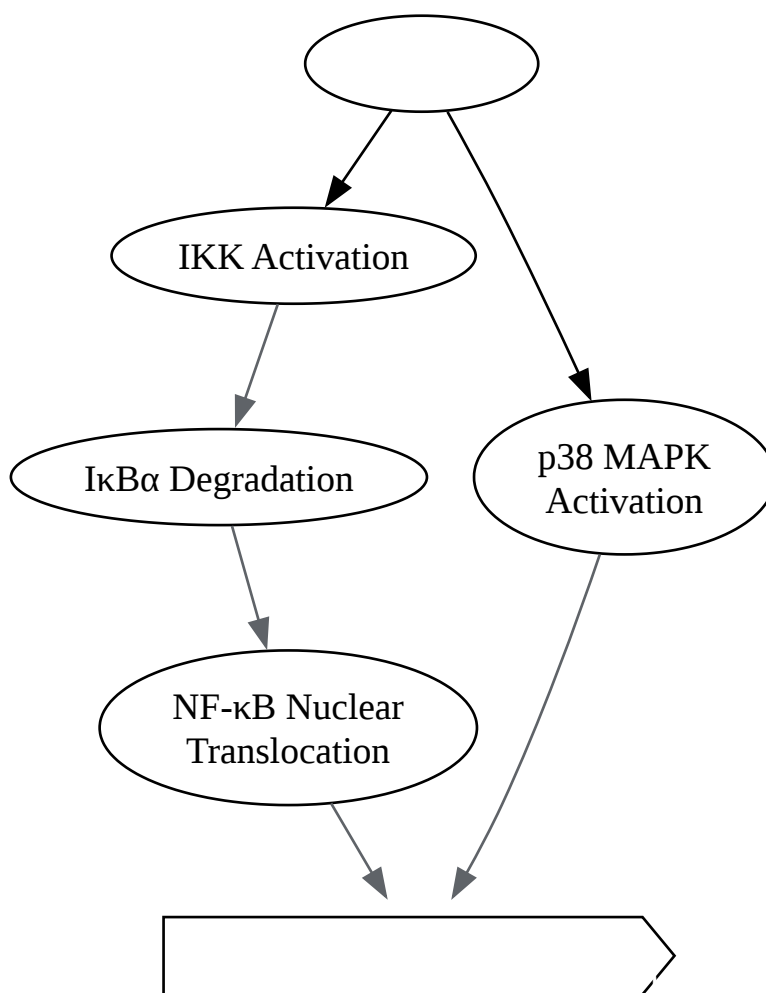 IKK Activation
IκBα Degradation
p38 MAPK
Activation
NF-κB Nuclear
Translocation